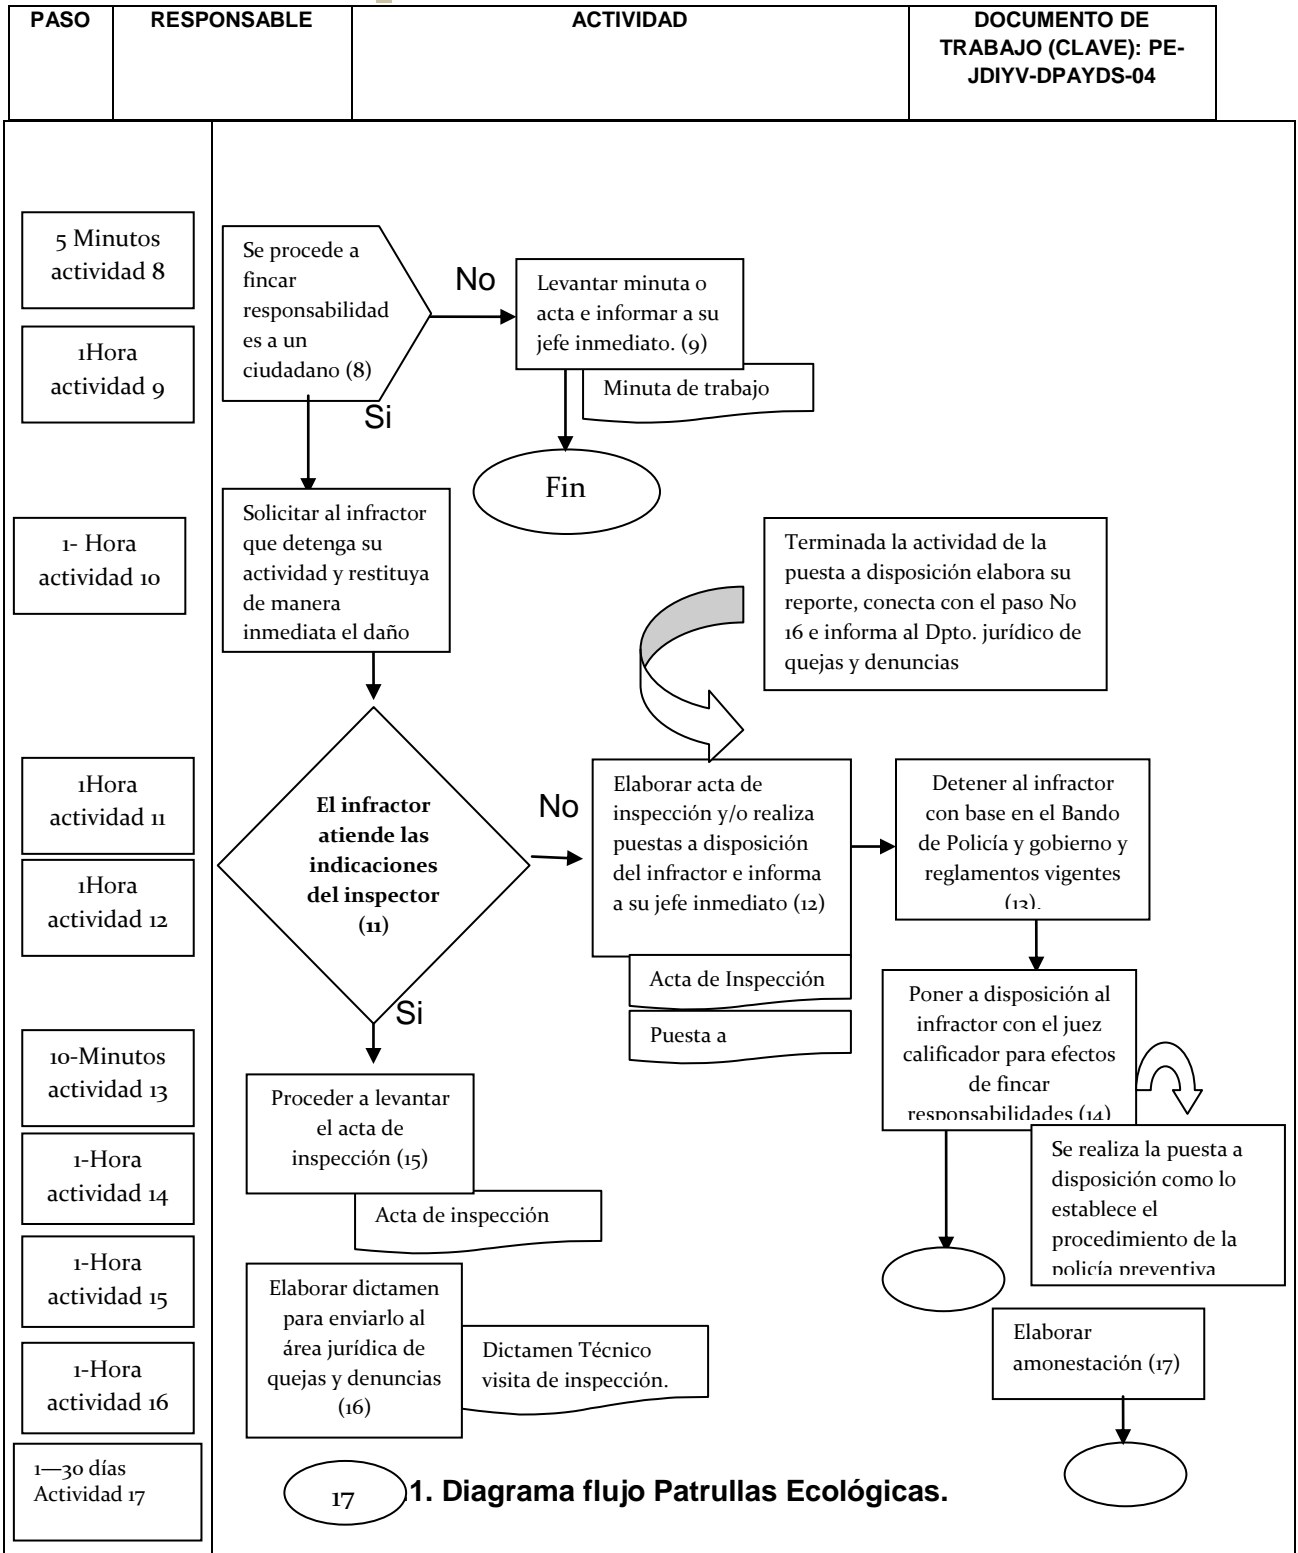 PASO
RESPONSABLE
ACTIVIDAD
DOCUMENTO DE
TRABAJO (CLAVE): PE-
JDIYV-DPAYDS-04
5 Minutos
actividad 8
1Hora
actividad 9
1- Hora
actividad 10
1Hora
actividad 11
1Hora
actividad 12
10-Minutos
actividad 13
1-Hora
actividad 14
1-Hora
actividad 15
1-Hora
actividad 16
1—30 días
Actividad 17
Se procede a
fincar
responsabilidad
es a un
ciudadano (8)
No
Si
Levantar minuta o
acta e informar a su
jefe inmediato. (9)
Minuta de trabajo
Fin
Solicitar al infractor
que detenga su
actividad y restituya
de manera
inmediata el daño
Terminada la actividad de la
puesta a disposición elabora su
reporte, conecta con el paso No
16 e informa al Dpto. jurídico de
quejas y denuncias
El infractor
atiende las
indicaciones
del inspector
(11)
No
Si
Elaborar acta de
inspección y/o realiza
puestas a disposición
del infractor e informa
a su jefe inmediato (12)
Acta de Inspección
Puesta a
Detener al infractor
con base en el Bando
de Policía y gobierno y
reglamentos vigentes
(13).
Poner a disposición al
infractor con el juez
calificador para efectos
de fincar
responsabilidades (14)
Se realiza la puesta a
disposición como lo
establece el
procedimiento de la
policía preventiva
Proceder a levantar
el acta de
inspección (15)
Acta de inspección
Elaborar dictamen
para enviarlo al
área jurídica de
quejas y denuncias
(16)
Dictamen Técnico
visita de inspección.
Elaborar
amonestación (17)
17
1. Diagrama flujo Patrullas Ecológicas.